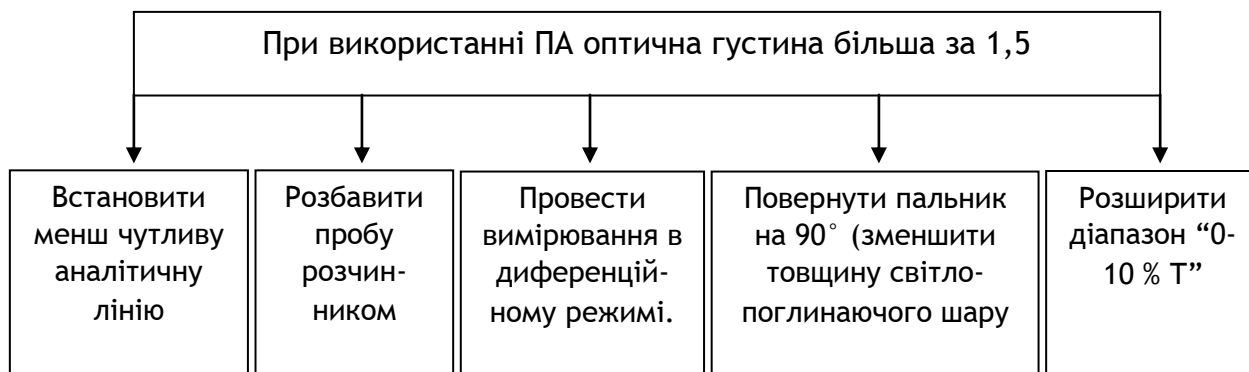 При використанні ПА оптична густина більша за 1,5
Встановити
менш чутливу
аналітичну
лінію
Розбавити
пробу
розчин-
ником
Провести
вимірювання в
диференцій-
ному режимі.
Повернути пальник
на 90° (зменшити
товщину світло-
поглинаючого шару
Розширити
діапазон “0-
10 % Т”